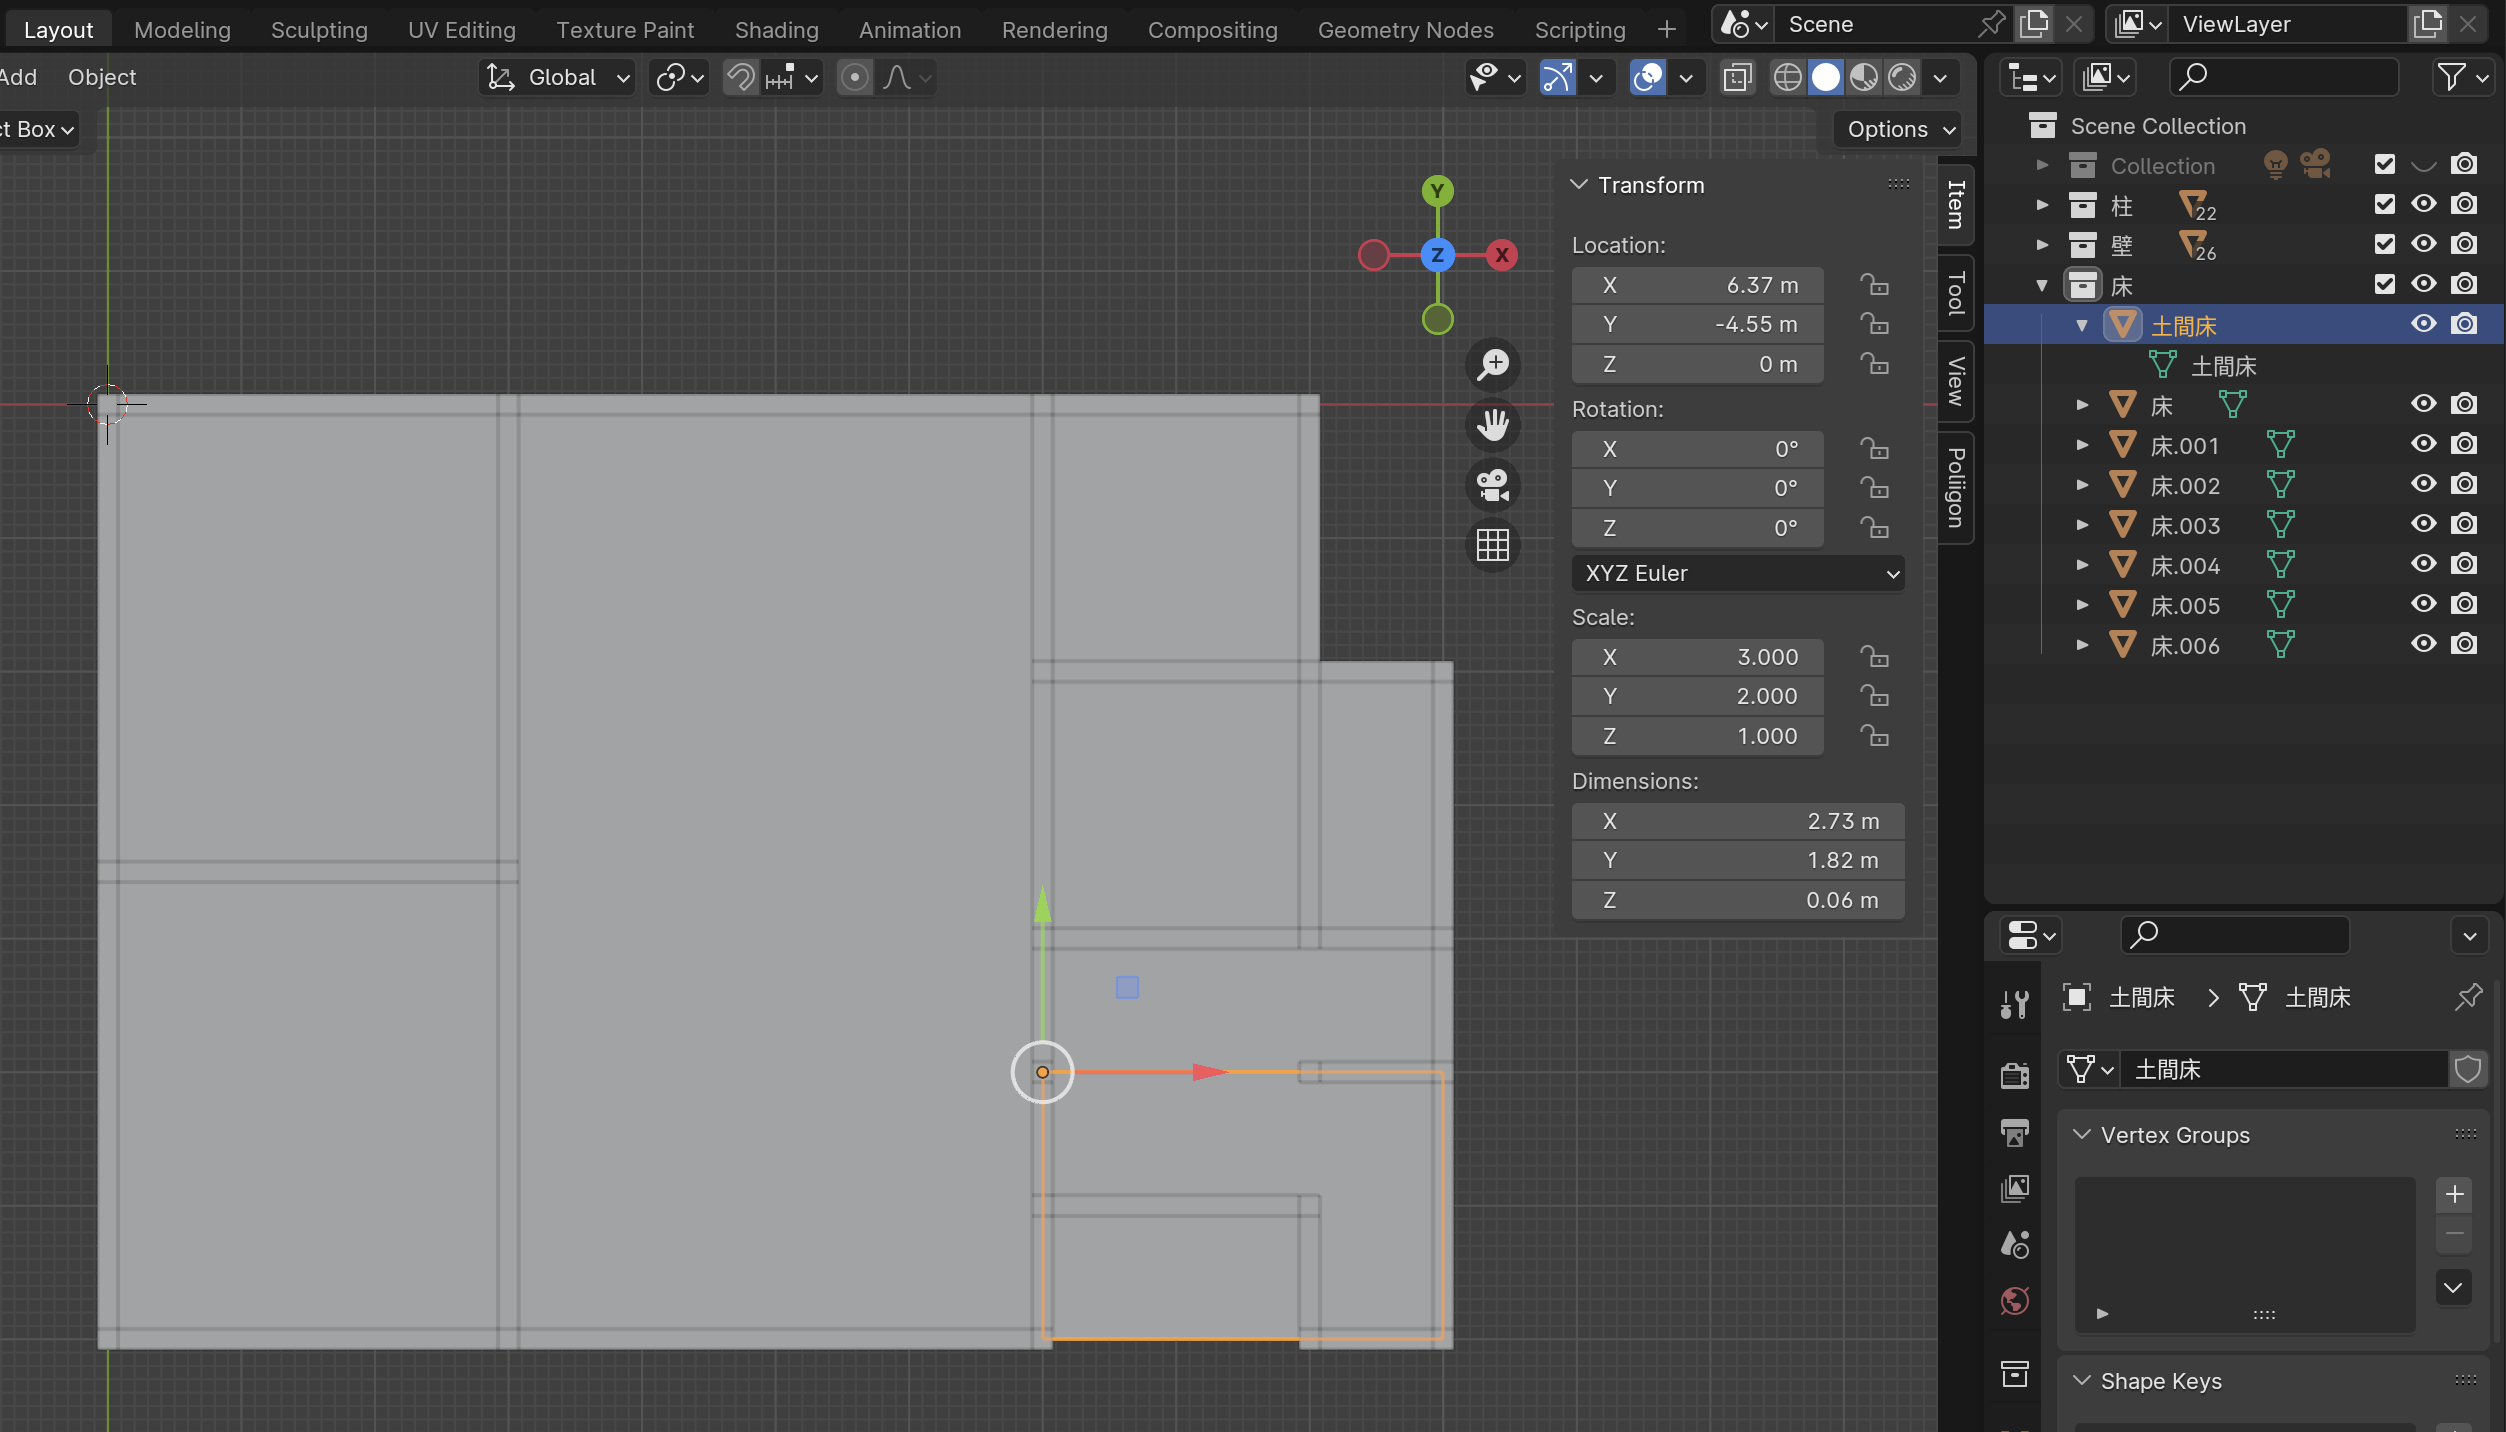 Layout Modeling Sculpting UV Editing Texture Paint Shading Animation Rendering Compositing Geometry Nodes Scripting + Scene ViewLayer
Add Object Global
ct Box Options
Y
Z X
Transform
Location:
X 6.37 m
Y -4.55 m
Z 0 m
Rotation:
X 0°
Y 0°
Z 0°
XYZ Euler
Scale:
X 3.000
Y 2.000
Z 1.000
Dimensions:
X 2.73 m
Y 1.82 m
Z 0.06 m
Item
Tool
View
Poliigon
Scene Collection
Collection
柱 22
壁 26
床
土間床
土間床
床
床.001
床.002
床.003
床.004
床.005
床.006
土間床 > 土間床
土間床
Vertex Groups
Shape Keys